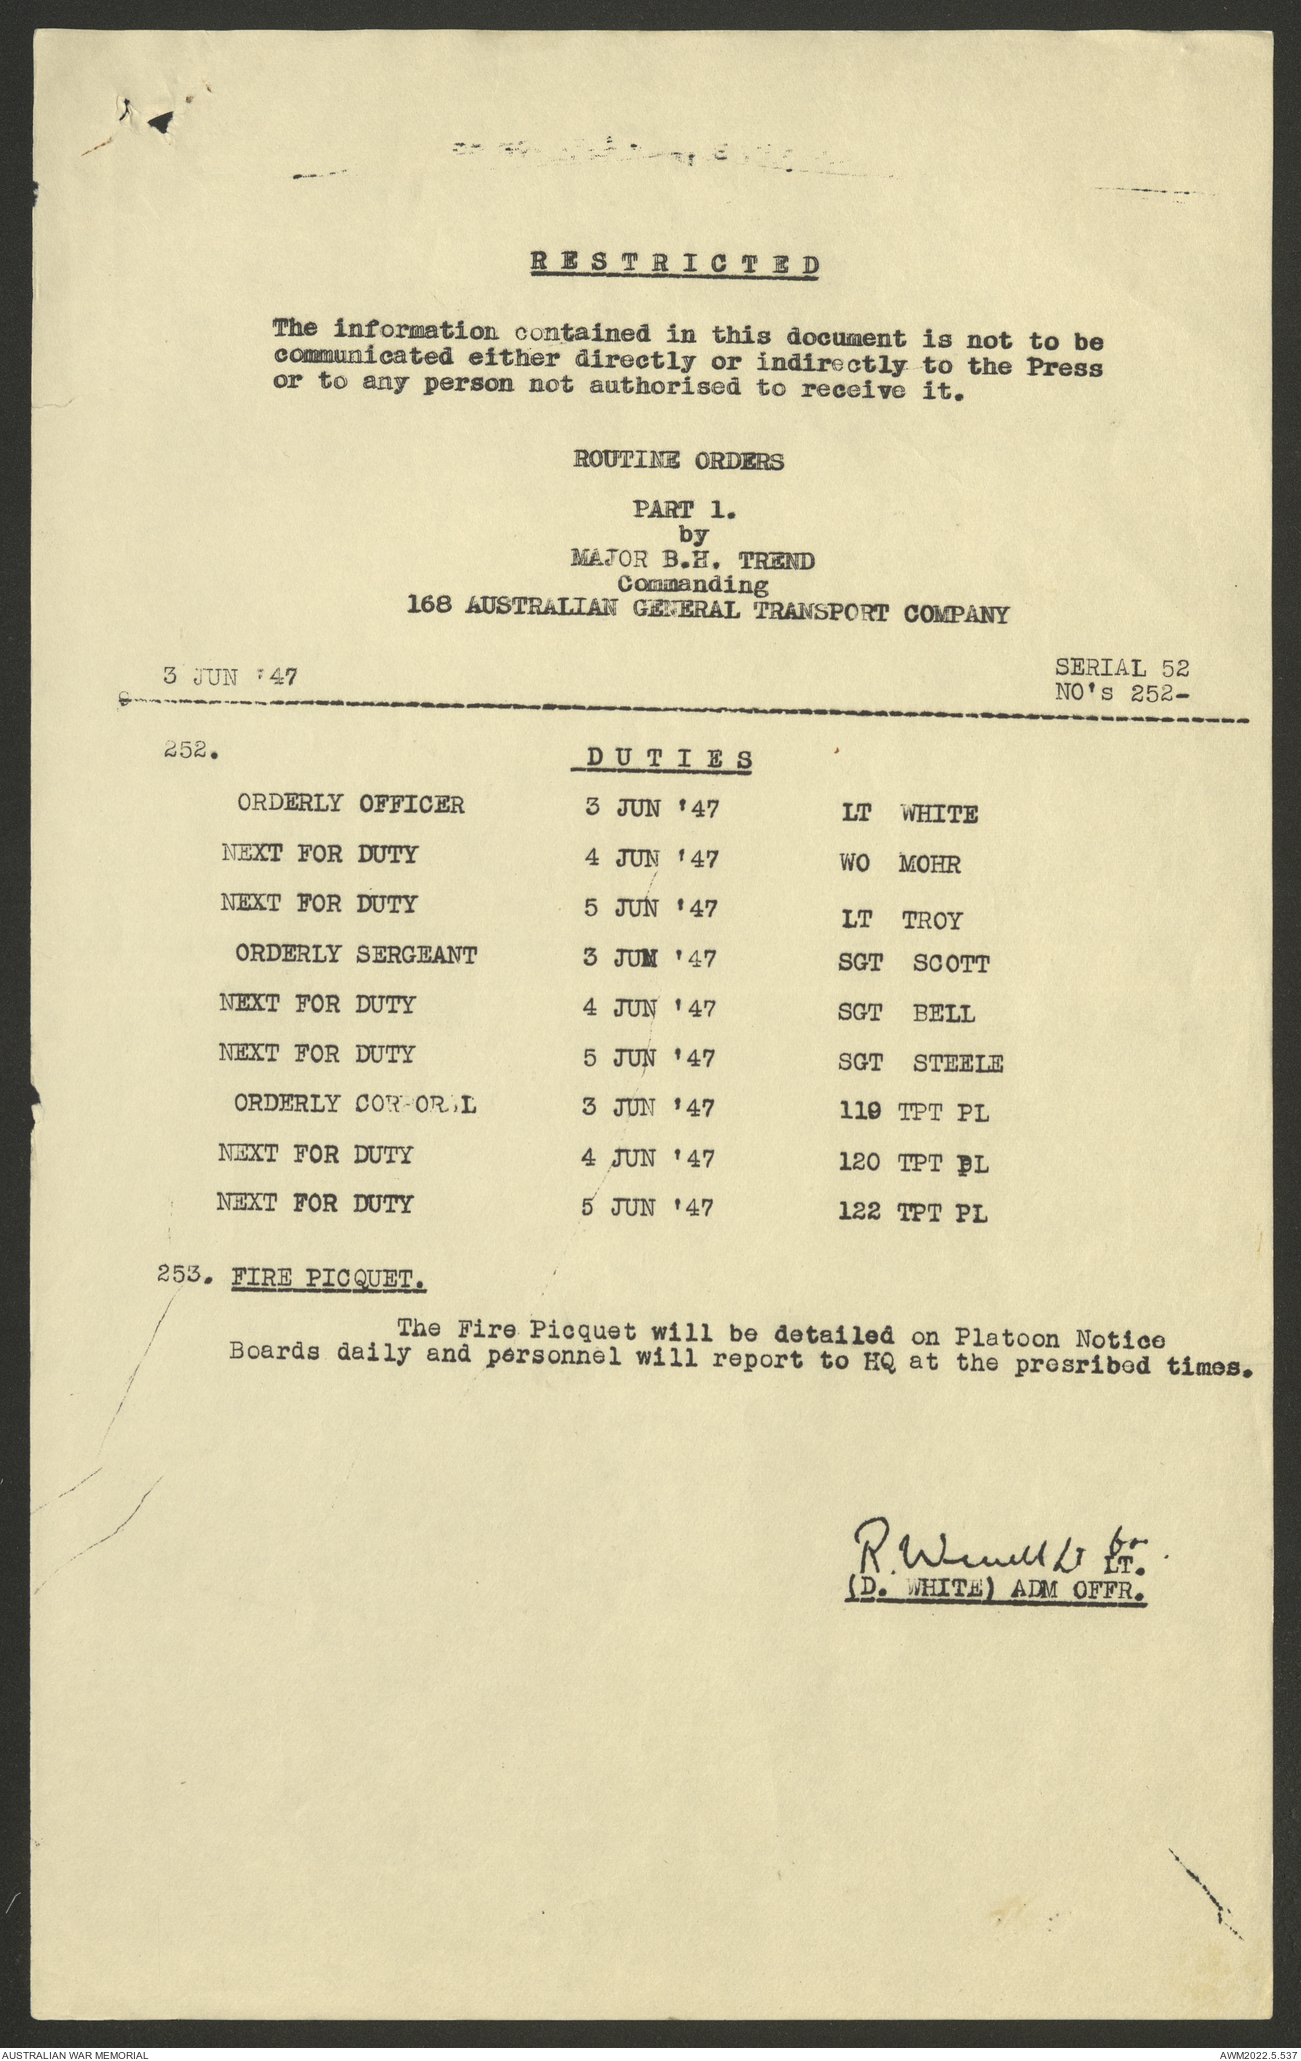 R E S T R I C T E D
The information contained in this document is not to be
communicated either directly or indirectly to the Press
or to any person not authorised to receive it.
ROUTINE ORDERS
PART 1.
by
MAJOR B.H. TREND
Commanding
168 AUSTRALIAN GENERAL TRANSPORT COMPANY
3 JUN '47 SERIAL 52
NO's 252-
252. D U T I E S
ORDERLY OFFICER 3 JUN '47 LT WHITE
NEXT FOR DUTY 4 JUN '47 WO MOHR
NEXT FOR DUTY 5 JUN '47 LT TROY
ORDERLY SERGEANT 3 JUN '47 SGT SCOTT
NEXT FOR DUTY 4 JUN '47 SGT BELL
NEXT FOR DUTY 5 JUN '47 SGT STEELE
ORDERLY CORPORAL 3 JUN '47 119 TPT PL
NEXT FOR DUTY 4 JUN '47 120 TPT PL
NEXT FOR DUTY 5 JUN '47 122 TPT PL
253. FIRE PICQUET.
The Fire Picquet will be detailed on Platoon Notice
Boards daily and personnel will report to HQ at the presribed times.
R. Lt for
LT.
(D. WHITE) ADM OFFR.
AUSTRALIAN WAR MEMORIAL AWM2022.5.537